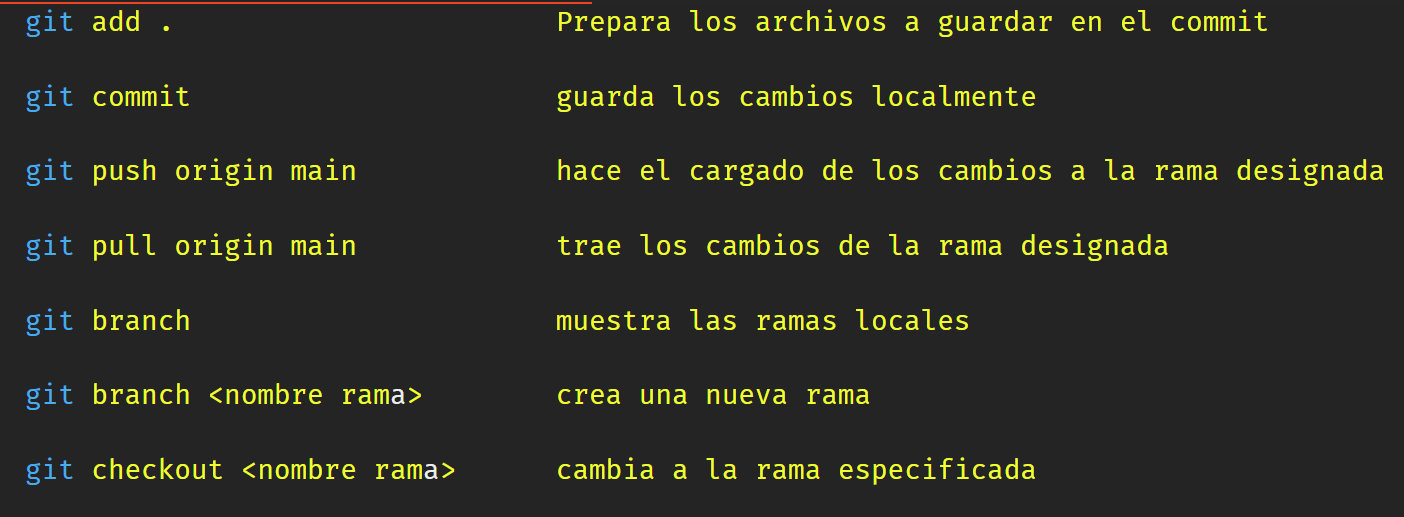 git add . Prepara los archivos a guardar en el commit
git commit guarda los cambios localmente
git push origin main hace el cargado de los cambios a la rama designada
git pull origin main trae los cambios de la rama designada
git branch muestra las ramas locales
git branch <nombre rama> crea una nueva rama
git checkout <nombre rama> cambia a la rama especificada